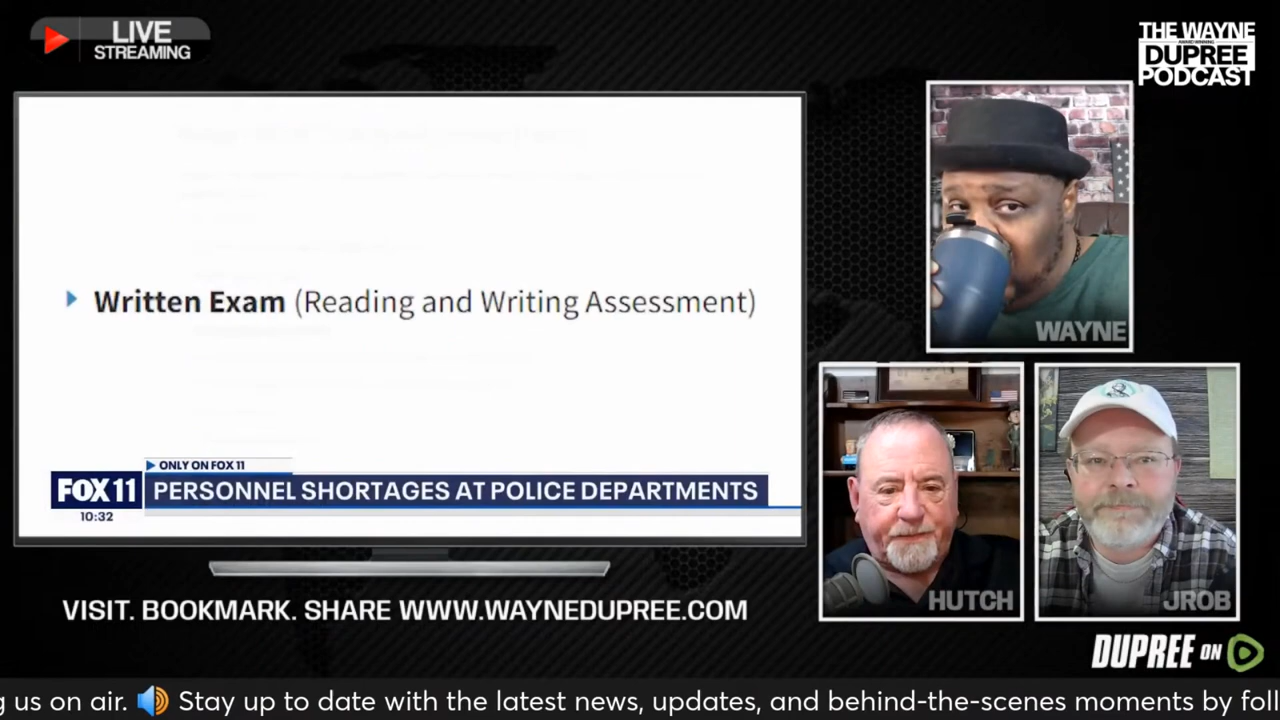 LIVE
STREAMING
THE WAYNE
DUPREE
PODCAST
Written Exam (Reading and Writing Assessment)
ONLY ON FOX 11
FOX 11
PERSONNEL SHORTAGES AT POLICE DEPARTMENTS
10:32
WAYNE
HUTCH
JROB
VISIT. BOOKMARK. SHARE WWW.WAYNEDUPREE.COM
DUPREE ON
g us on air. 🔊 Stay up to date with the latest news, updates, and behind-the-scenes moments by foll